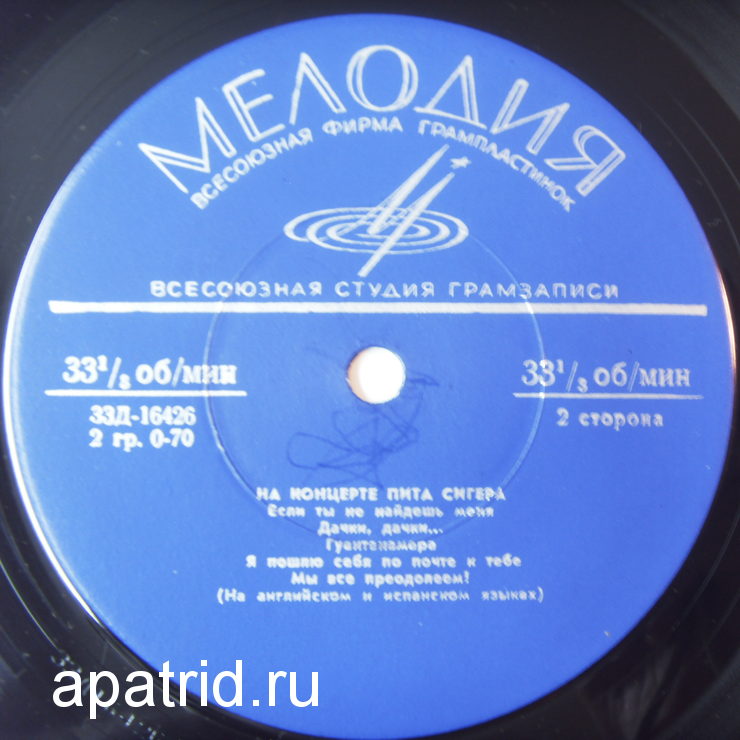 МЕЛОДИЯ
ВСЕСОЮЗНАЯ ФИРМА ГРАМПЛАСТИНОК
ВСЕСОЮЗНАЯ СТУДИЯ ГРАМЗАПИСИ
33¹/₃ об/мин
33¹/₃ об/мин
33Д-16426
2 гр. 0-70
2 сторона
НА КОНЦЕРТЕ ПИТА СИГЕРА
Если ты не найдешь меня
Дачки, дачки...
Гуантанамера
Я пошлю себя по почте к тебе
Мы все преодолеем!
(На английском и испанском языках)
apatrid.ru